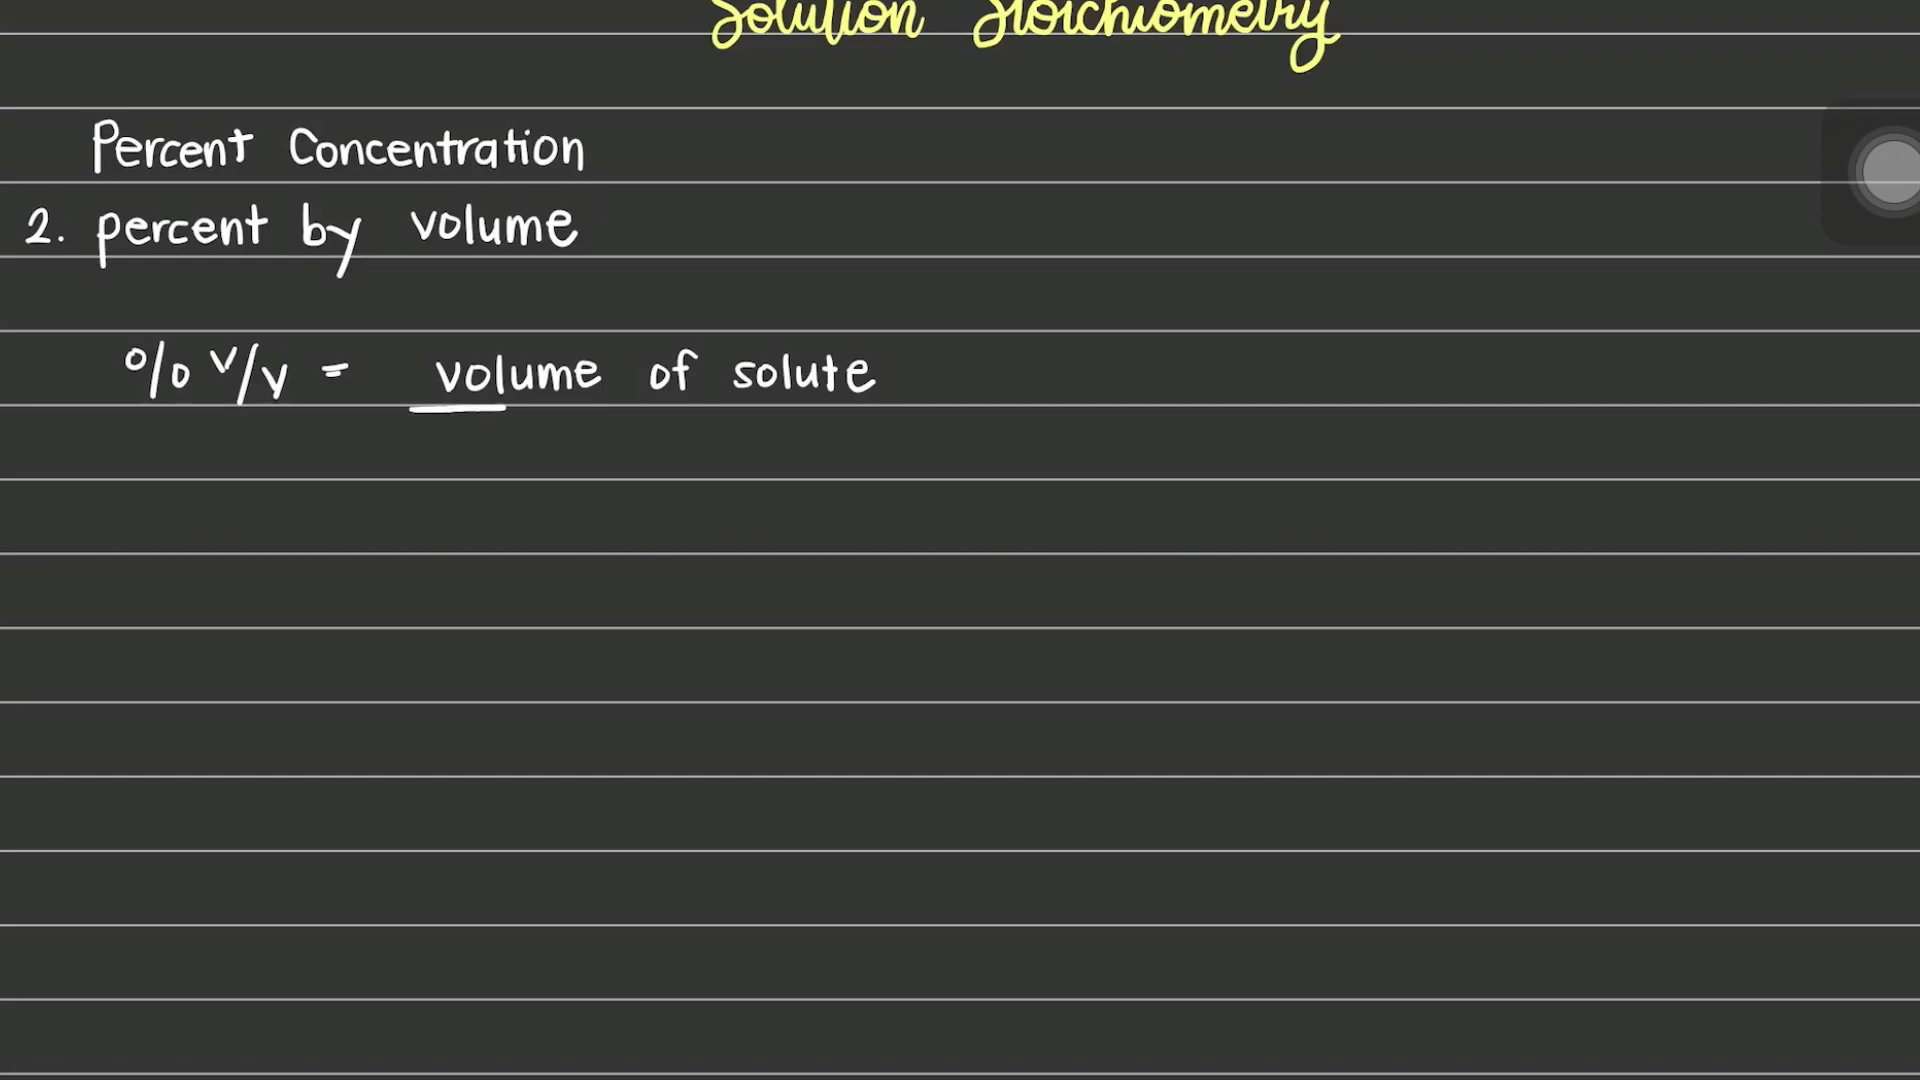 Solution Stoichiometry
Percent Concentration
2. percent by volume
% v/v = volume of solute